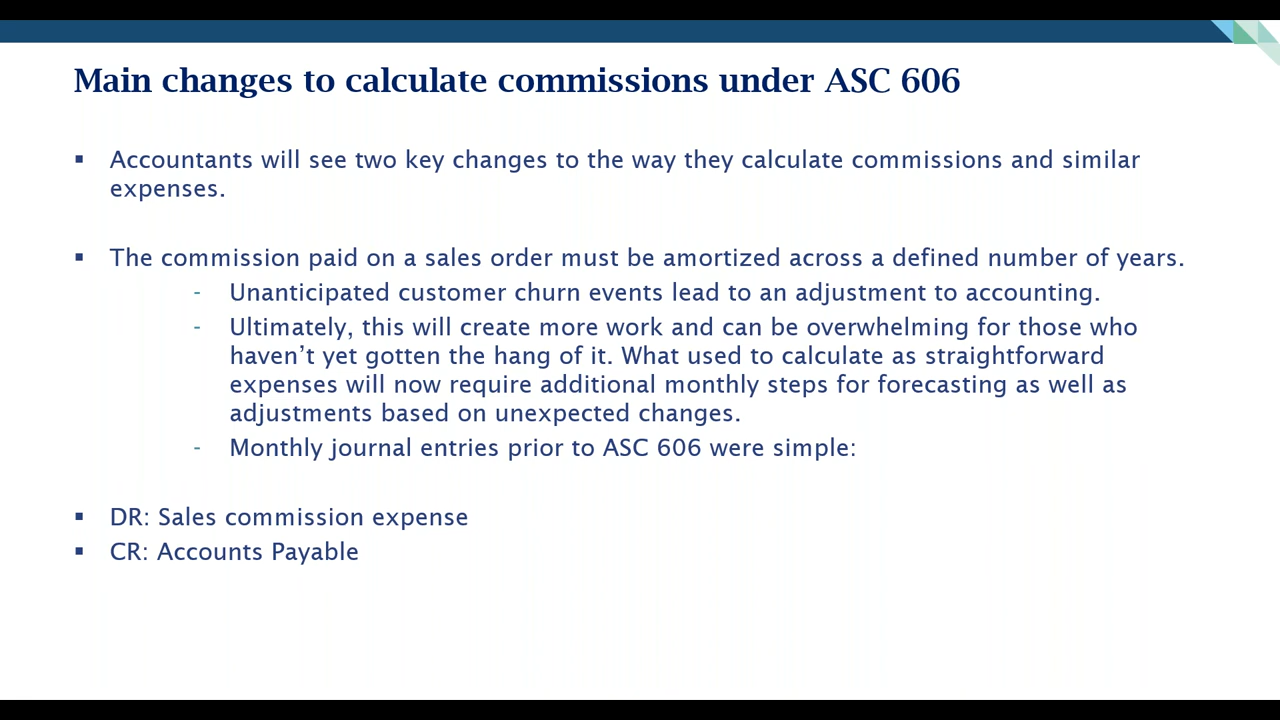 Main changes to calculate commissions under ASC 606
▪ Accountants will see two key changes to the way they calculate commissions and similar
expenses.
▪ The commission paid on a sales order must be amortized across a defined number of years.
- Unanticipated customer churn events lead to an adjustment to accounting.
- Ultimately, this will create more work and can be overwhelming for those who
haven’t yet gotten the hang of it. What used to calculate as straightforward
expenses will now require additional monthly steps for forecasting as well as
adjustments based on unexpected changes.
- Monthly journal entries prior to ASC 606 were simple:
▪ DR: Sales commission expense
▪ CR: Accounts Payable